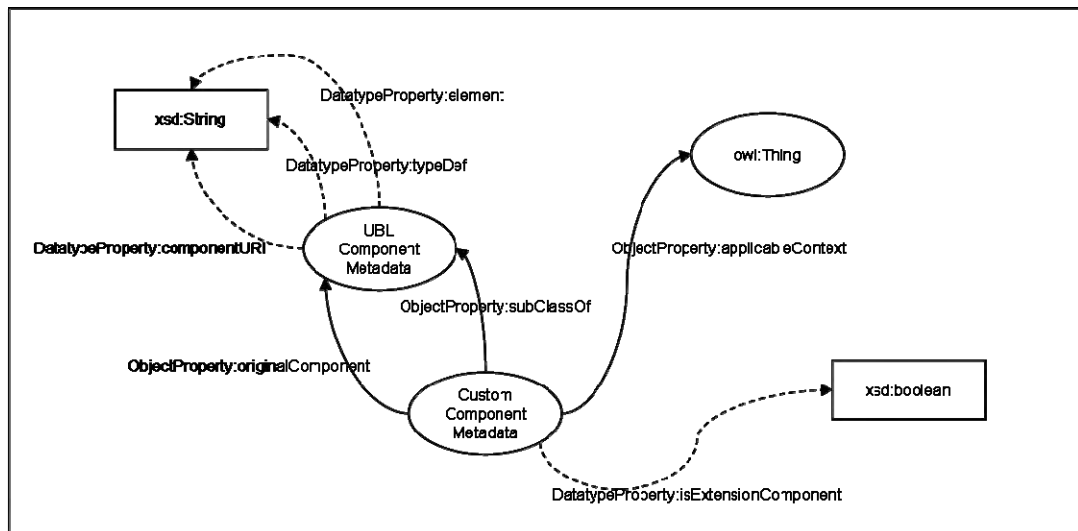 DatatypeProperty:element
xsd:String
DatatypeProperty:typeDef
owl:Thing
UBL
Component
Metadata
DatatypeProperty:componentURI
ObjectProperty:applicableContext
ObjectProperty:subClassOf
ObjectProperty:originalComponent
Custom
Component
Metadata
xsd:boolean
DatatypeProperty:isExtensionComponent